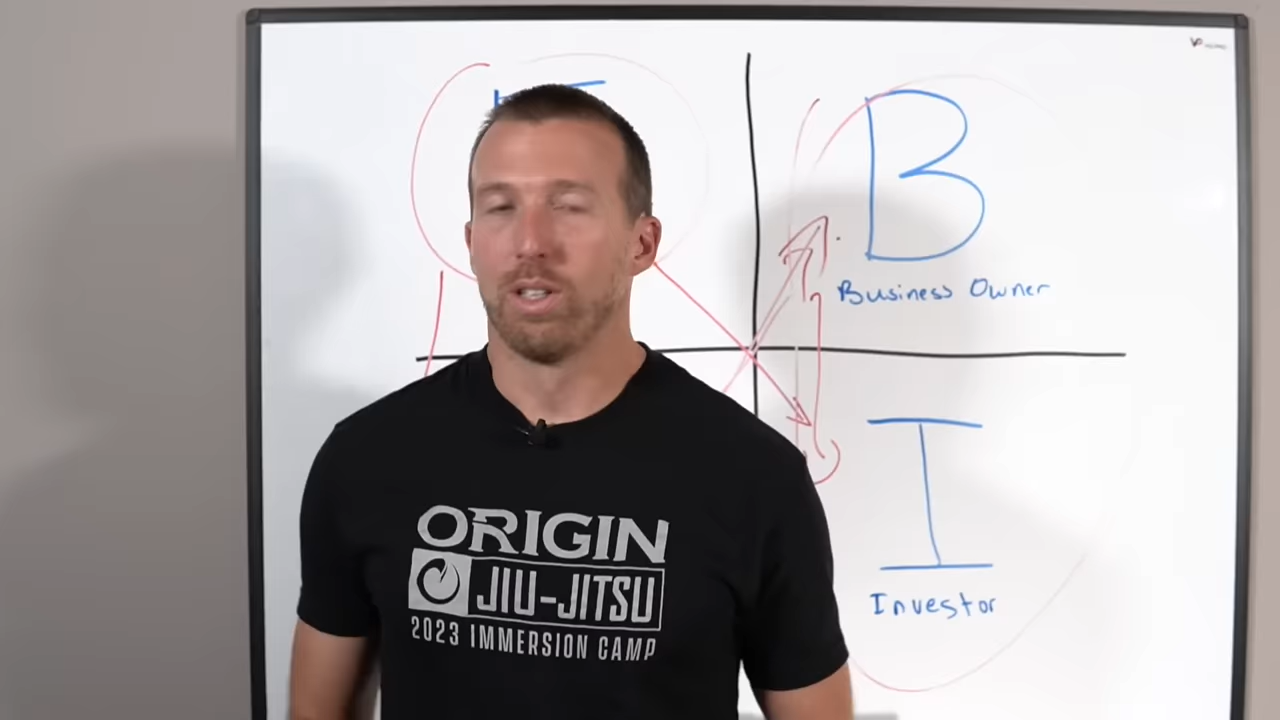 B
Business Owner
I
Investor
ORIGIN
JIU-JITSU
2023 IMMERSION CAMP